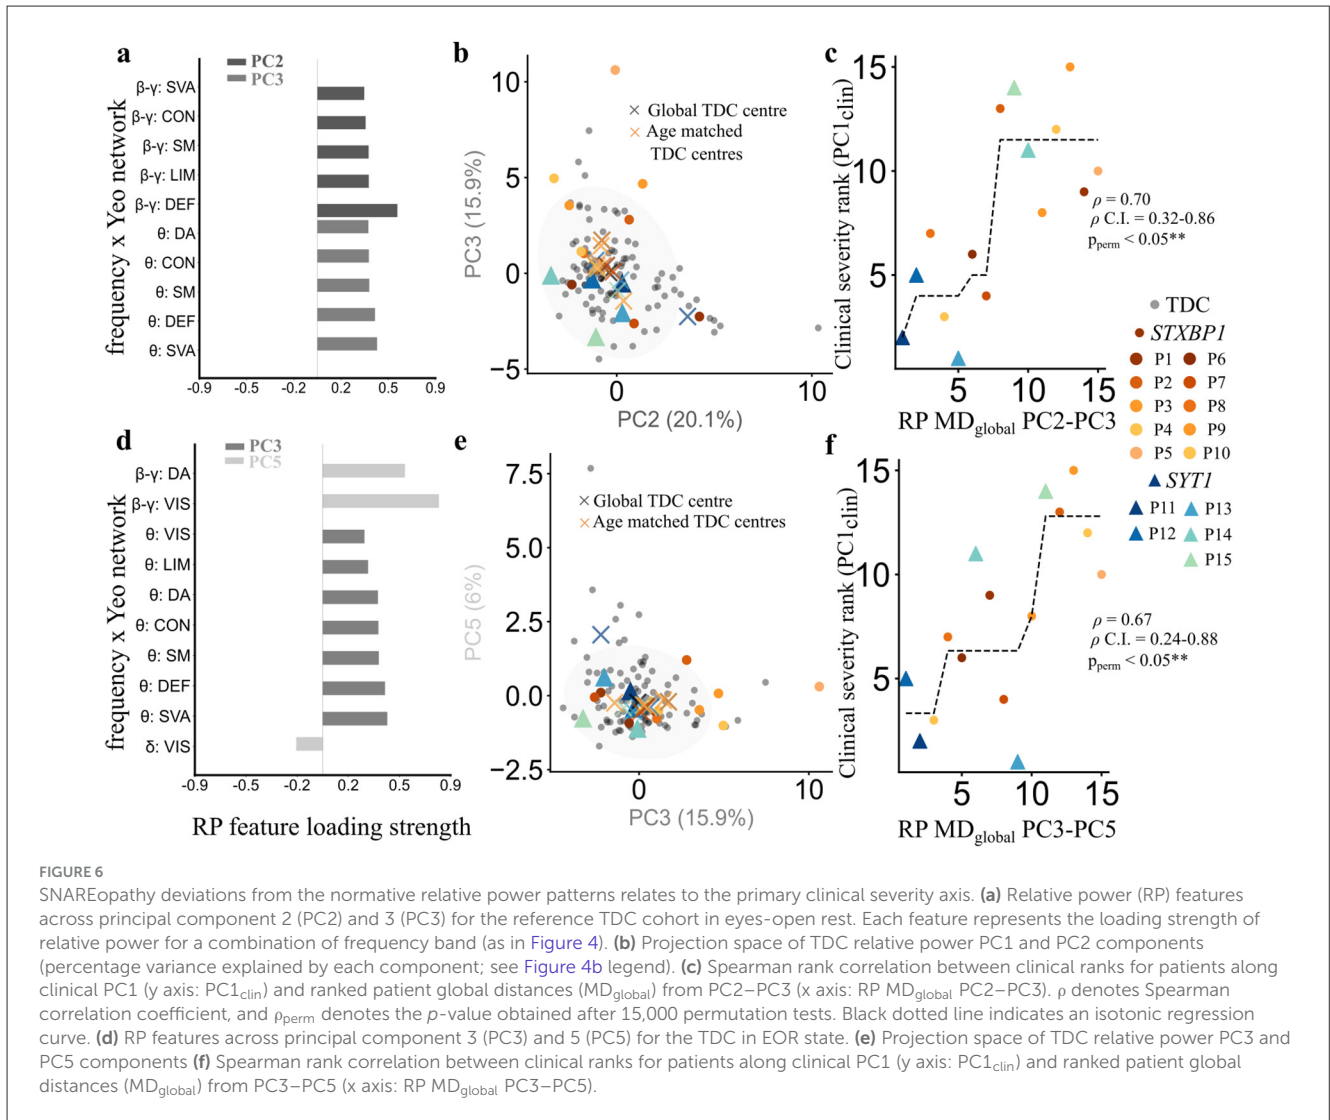 a
PC2
PC3
frequency x Yeo network
β-γ: SVA
β-γ: CON
β-γ: SM
β-γ: LIM
β-γ: DEF
θ: DA
θ: CON
θ: SM
θ: DEF
θ: SVA
-0.9 -0.5 -0.2 0.2 0.5 0.9
b
Global TDC centre
Age matched
TDC centres
PC3 (15.9%)
10
5
0
−5
0 10
PC2 (20.1%)
c
Clinical severity rank (PC1clin)
15
10
5
ρ = 0.70
ρ C.I. = 0.32-0.86
pperm < 0.05**
5 10 15
RP MDglobal PC2-PC3
TDC
STXBP1
P1 P6
P2 P7
P3 P8
P4 P9
P5 P10
SYT1
P11 P13
P12 P14
P15
d
PC3
PC5
frequency x Yeo network
β-γ: DA
β-γ: VIS
θ: VIS
θ: LIM
θ: DA
θ: CON
θ: SM
θ: DEF
θ: SVA
δ: VIS
-0.9 -0.5 -0.2 0.2 0.5 0.9
RP feature loading strength
e
Global TDC centre
Age matched TDC centres
PC5 (6%)
7.5
5.0
2.5
0.0
−2.5
0 10
PC3 (15.9%)
f
Clinical severity rank (PC1clin)
15
10
5
ρ = 0.67
ρ C.I. = 0.24-0.88
pperm < 0.05**
5 10 15
RP MDglobal PC3-PC5
FIGURE 6
SNAREopathy deviations from the normative relative power patterns relates to the primary clinical severity axis. (a) Relative power (RP) features
across principal component 2 (PC2) and 3 (PC3) for the reference TDC cohort in eyes-open rest. Each feature represents the loading strength of
relative power for a combination of frequency band (as in Figure 4). (b) Projection space of TDC relative power PC1 and PC2 components
(percentage variance explained by each component; see Figure 4b legend). (c) Spearman rank correlation between clinical ranks for patients along
clinical PC1 (y axis: PC1clin) and ranked patient global distances (MDglobal) from PC2–PC3 (x axis: RP MDglobal PC2–PC3). ρ denotes Spearman
correlation coefficient, and ρperm denotes the p-value obtained after 15,000 permutation tests. Black dotted line indicates an isotonic regression
curve. (d) RP features across principal component 3 (PC3) and 5 (PC5) for the TDC in EOR state. (e) Projection space of TDC relative power PC3 and
PC5 components (f) Spearman rank correlation between clinical ranks for patients along clinical PC1 (y axis: PC1clin) and ranked patient global
distances (MDglobal) from PC3–PC5 (x axis: RP MDglobal PC3–PC5).